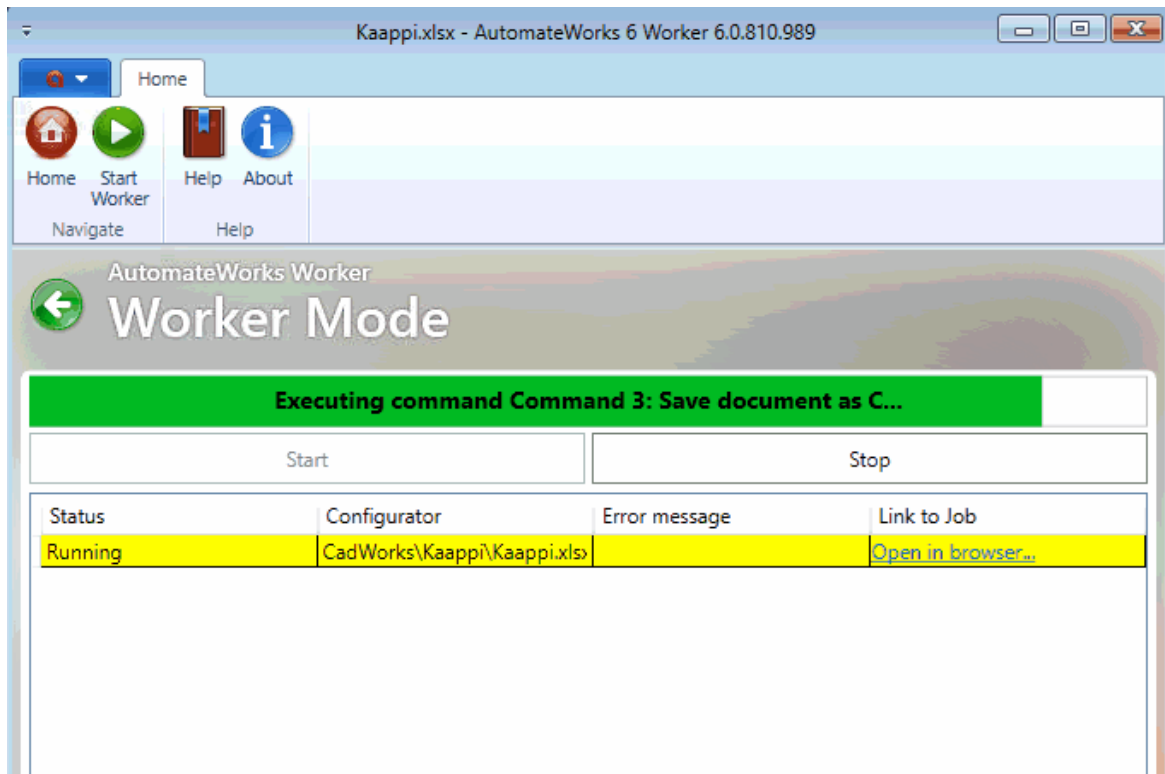 Kaappi.xlsx - AutomateWorks 6 Worker 6.0.810.989
Home
Home
Start Worker
Help
About
Navigate
Help
AutomateWorks Worker
Worker Mode
Executing command Command 3: Save document as C...
Start
Stop
Status
Configurator
Error message
Link to Job
Running
CadWorks\Kaappi\Kaappi.xlsx
Open in browser...